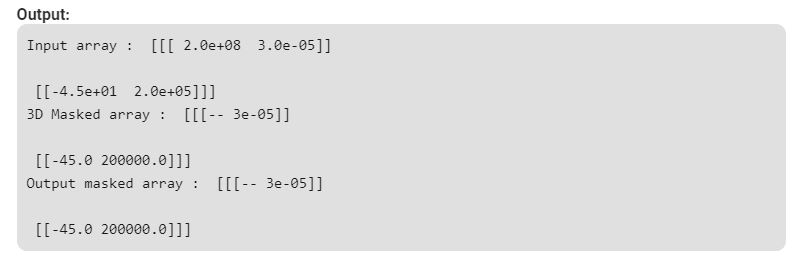 Output:
Input array :  [[[ 2.0e+08  3.0e-05]]
 [[-4.5e+01  2.0e+05]]]
3D Masked array :  [[[-- 3e-05]]
 [[-45.0 200000.0]]]
Output masked array :  [[[-- 3e-05]]
 [[-45.0 200000.0]]]